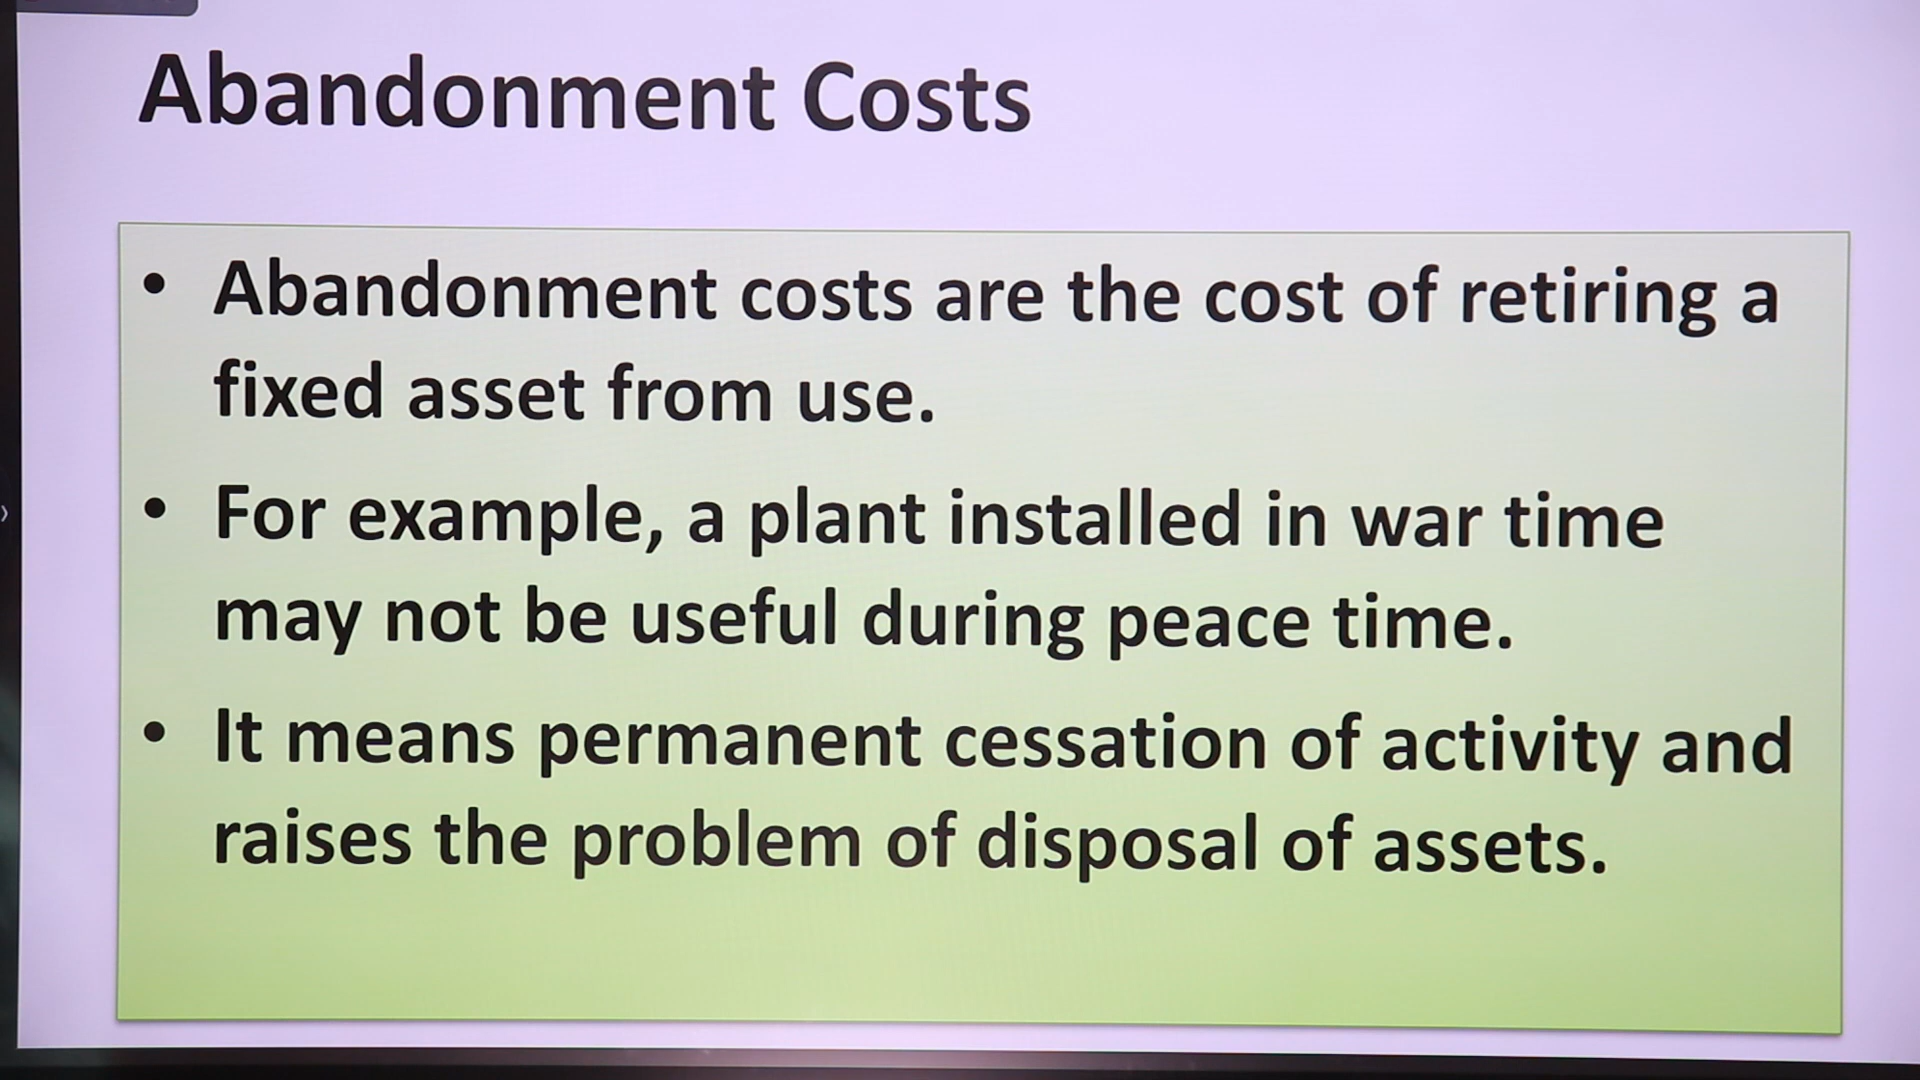 Abandonment Costs
• Abandonment costs are the cost of retiring a
fixed asset from use.
• For example, a plant installed in war time
may not be useful during peace time.
• It means permanent cessation of activity and
raises the problem of disposal of assets.